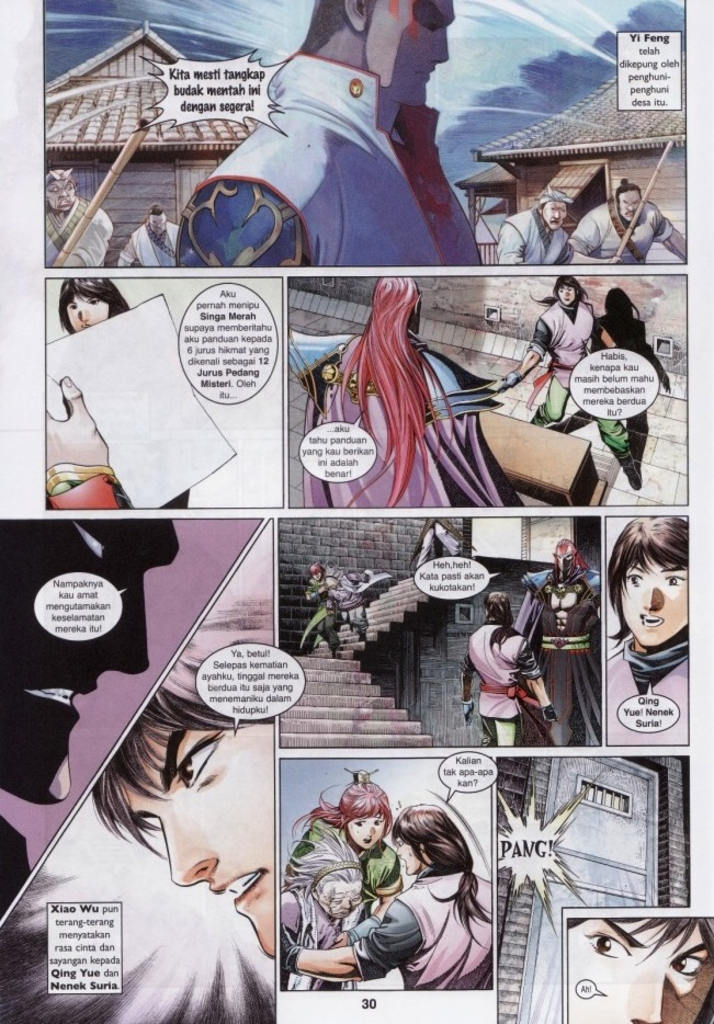 Kita mesti tangkap
budak mentah ini
dengan segera!
Yi Feng
telah
dikepung oleh
penghuni-
penghuni
desa itu.
Aku
pernah menipu
Singa Merah
supaya memberitahu
aku panduan kepada
6 jurus hikmat yang
dikenali sebagai 12
Jurus Pedang
Misteri. Oleh
itu...
...aku
tahu panduan
yang kau berikan
ini adalah
benar!
Habis,
kenapa kau
masih belum mahu
membebaskan
mereka berdua
itu?
Nampaknya
kau amat
mengutamakan
keselamatan
mereka itu!
Ya, betul!
Selepas kematian
ayahku, tinggal mereka
berdua itu saja yang
menemaniku dalam
hidupku!
Xiao Wu pun
terang-terang
menyatakan
rasa cinta dan
sayangan kepada
Qing Yue dan
Nenek Suria.
Heh,heh!
Kata pasti akan
kukotakan!
Qing
Yue! Nenek
Suria!
Kalian
tak apa-apa
kan?
PANG!
Ah!
30